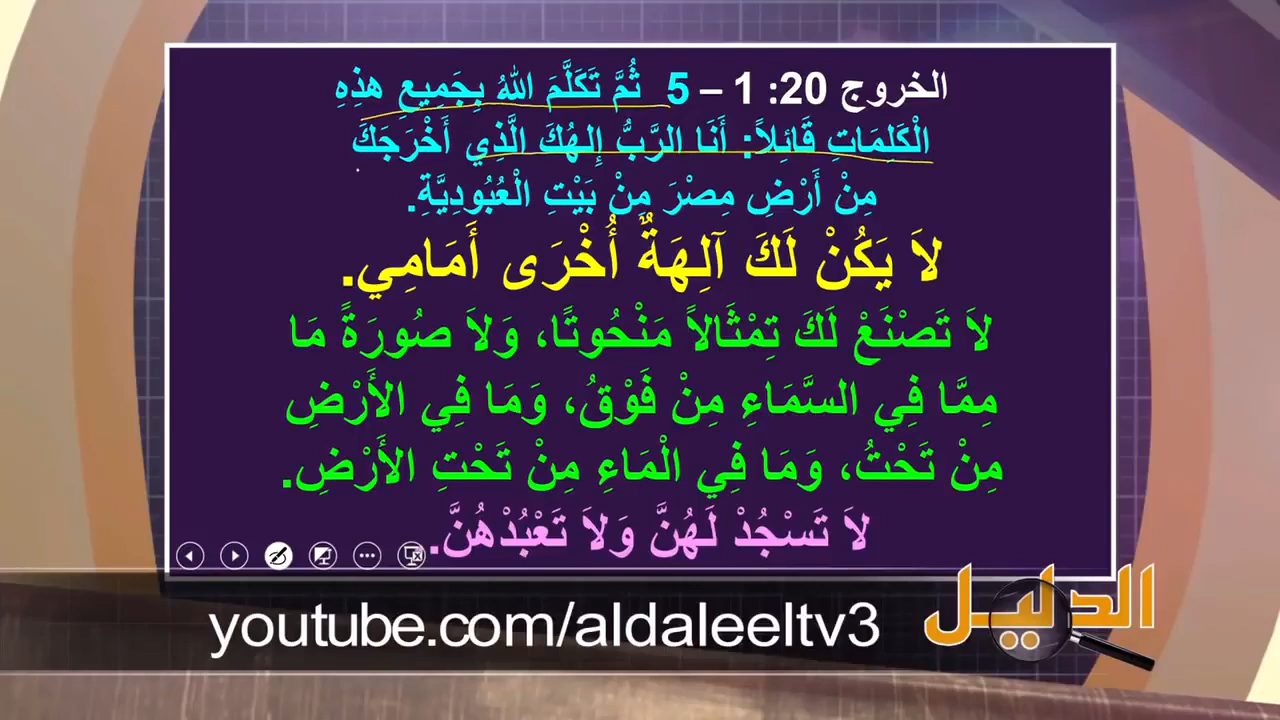 الخروج 20: 1 – 5 ثُمَّ تَكَلَّمَ اللهُ بِجَمِيعِ هذِهِ
الْكَلِمَاتِ قَائِلاً: أَنَا الرَّبُّ إِلهُكَ الَّذِي أَخْرَجَكَ
مِنْ أَرْضِ مِصْرَ مِنْ بَيْتِ الْعُبُودِيَّةِ.
لاَ يَكُنْ لَكَ آلِهَةٌ أُخْرَى أَمَامِي.
لاَ تَصْنَعْ لَكَ تِمْثَالاً مَنْحُوتًا، وَلاَ صُورَةً مَا
مِمَّا فِي السَّمَاءِ مِنْ فَوْقُ، وَمَا فِي الأَرْضِ
مِنْ تَحْتُ، وَمَا فِي الْمَاءِ مِنْ تَحْتِ الأَرْضِ.
لاَ تَسْجُدْ لَهُنَّ وَلاَ تَعْبُدْهُنَّ.
الدليل
youtube.com/aldaleeltv3